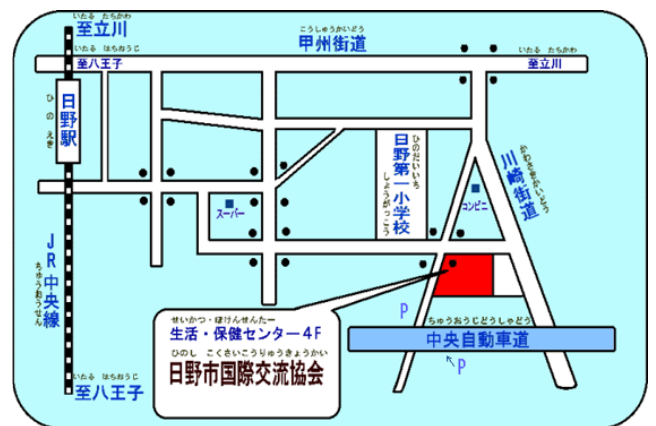 いたる たちかわ
至立川
こうしゅうかいどう
甲州街道
いたる はちおうじ
至八王子
いたる たちかわ
至立川
ひの えき
日野駅
ひのだいいち
しょうがっこう
日野第一小学校
かわさきかいどう
川崎街道
スーパー
コンビニ
JR中央線
ちゅうおうせん
せいかつ・ほけんせんたー
生活・保健センター4F
ひのし こくさいこうりゅうきょうかい
日野市国際交流協会
P
ちゅうおうじどうしゃどう
中央自動車道
P
いたる はちおうじ
至八王子